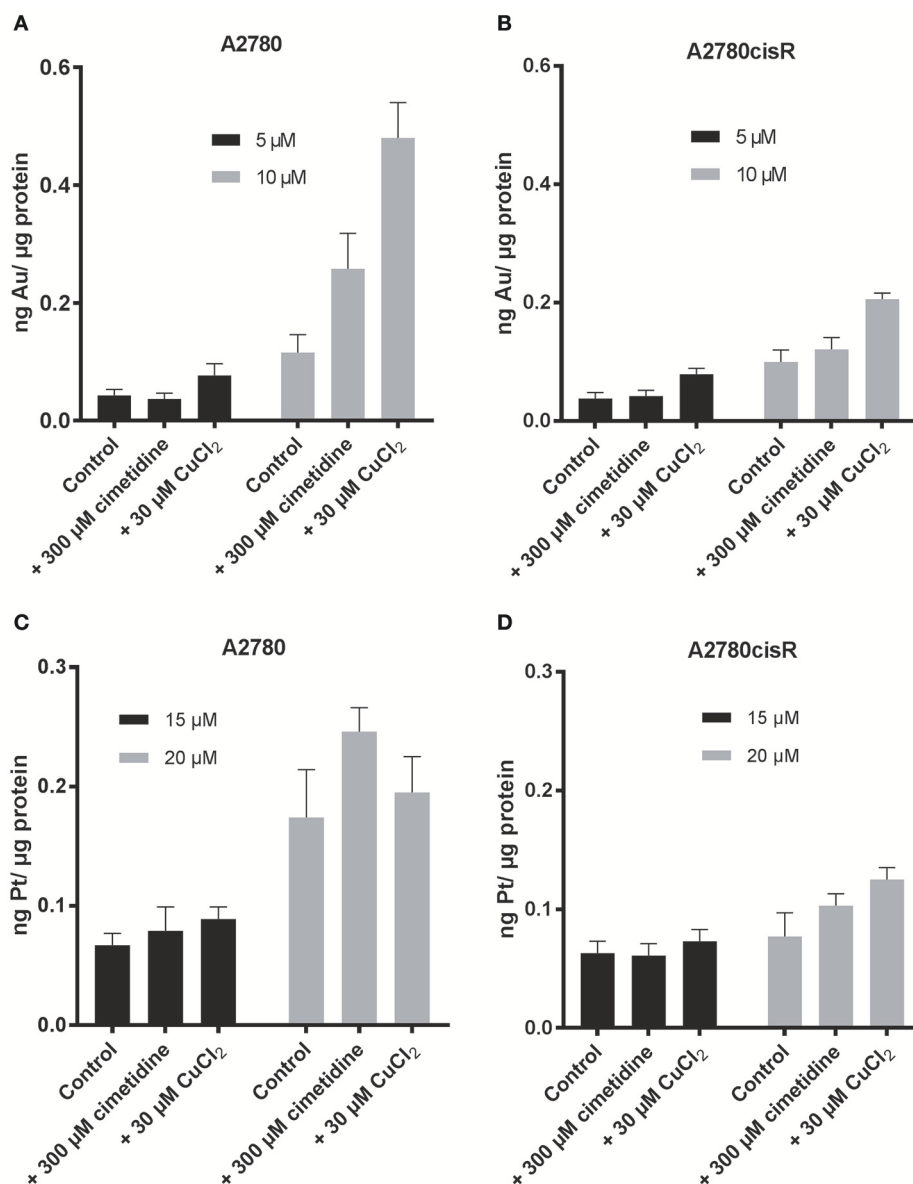 A
A2780
ng Au/ µg protein
0.6
0.4
0.2
0.0
5 µM
10 µM
Control
+ 300 µM cimetidine
+ 30 µM CuCl₂
Control
+ 300 µM cimetidine
+ 30 µM CuCl₂
B
A2780cisR
ng Au/ µg protein
0.6
0.4
0.2
0.0
5 µM
10 µM
Control
+ 300 µM cimetidine
+ 30 µM CuCl₂
Control
+ 300 µM cimetidine
+ 30 µM CuCl₂
C
A2780
ng Pt/ µg protein
0.3
0.2
0.1
0.0
15 µM
20 µM
Control
+ 300 µM cimetidine
+ 30 µM CuCl₂
Control
+ 300 µM cimetidine
+ 30 µM CuCl₂
D
A2780cisR
ng Pt/ µg protein
0.3
0.2
0.1
0.0
15 µM
20 µM
Control
+ 300 µM cimetidine
+ 30 µM CuCl₂
Control
+ 300 µM cimetidine
+ 30 µM CuCl₂